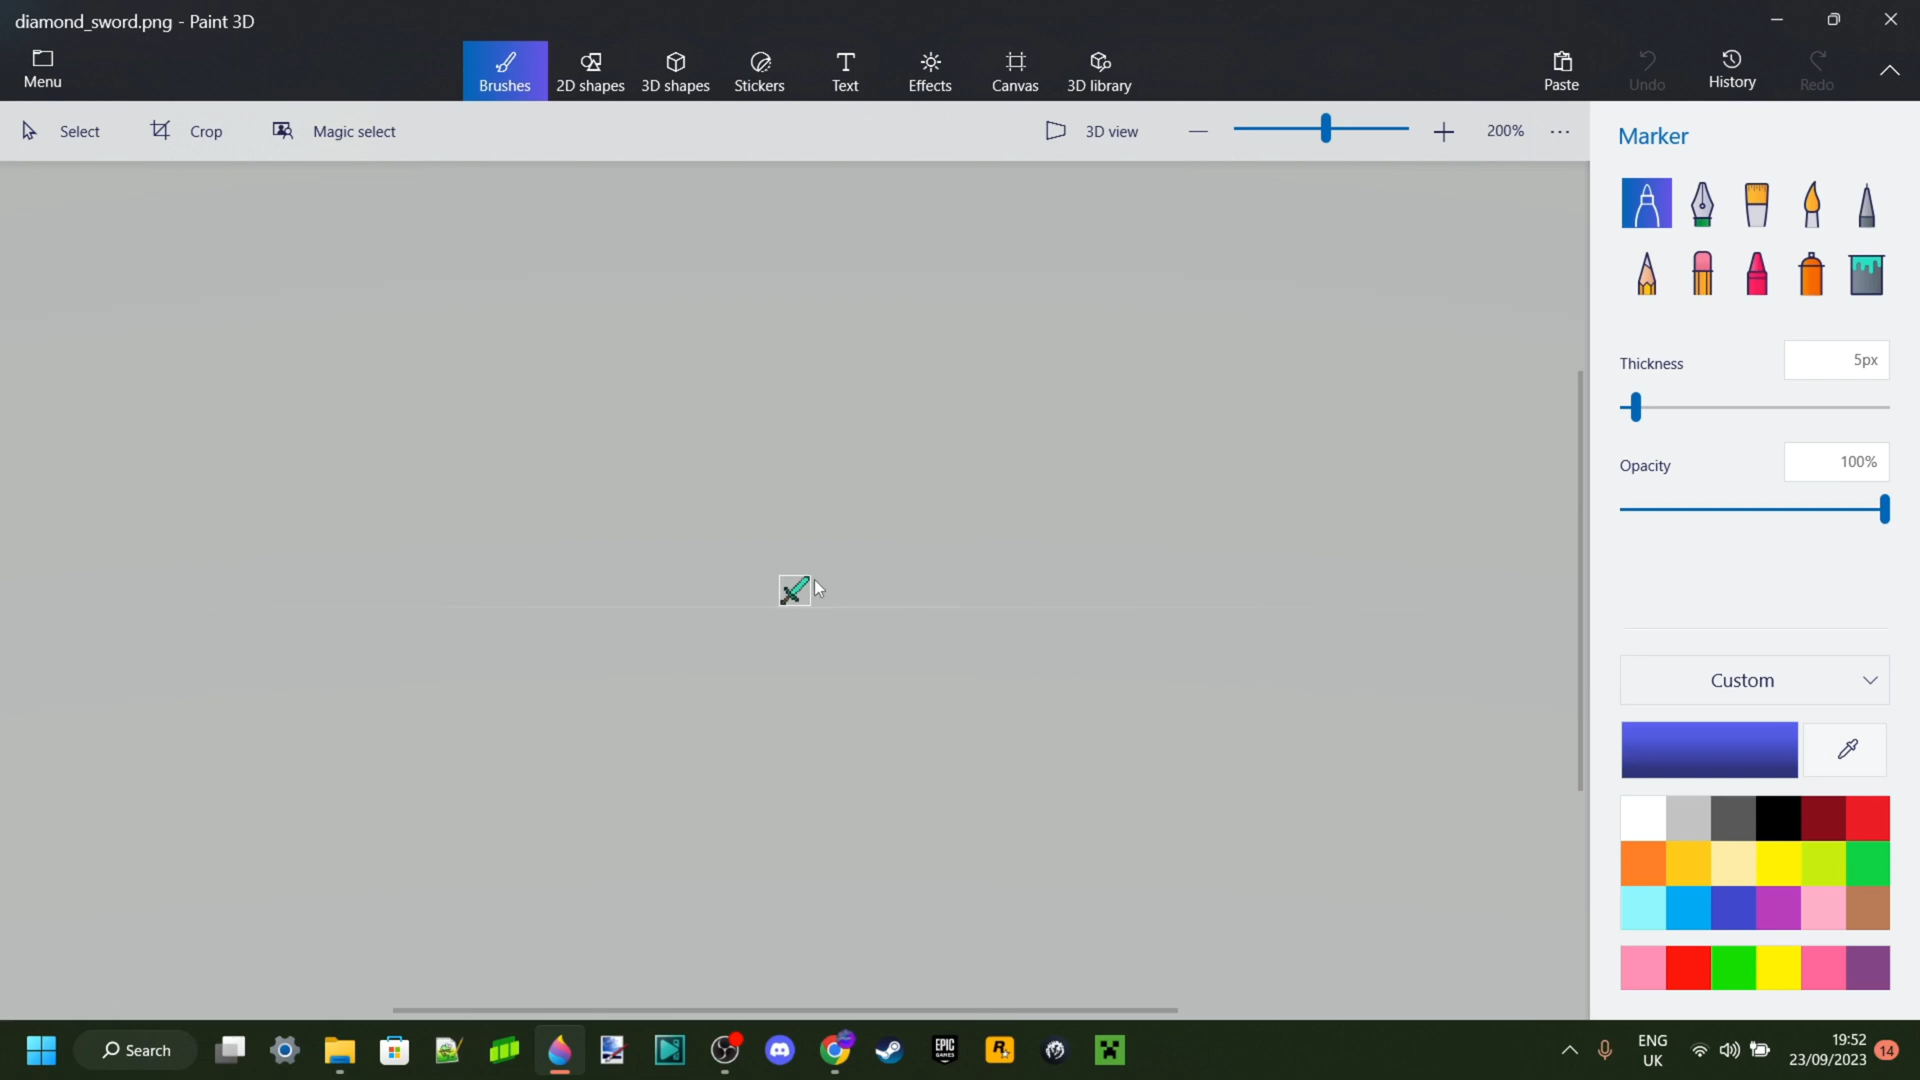 diamond_sword.png - Paint 3D
Menu
Brushes
2D shapes
3D shapes
Stickers
Text
Effects
Canvas
3D library
Paste
Undo
History
Redo
Select
Crop
Magic select
3D view
200%
Marker
Thickness
5px
Opacity
100%
Custom
Search
EPIC
GAMES
R
ENG
UK
19:52
23/09/2023
14